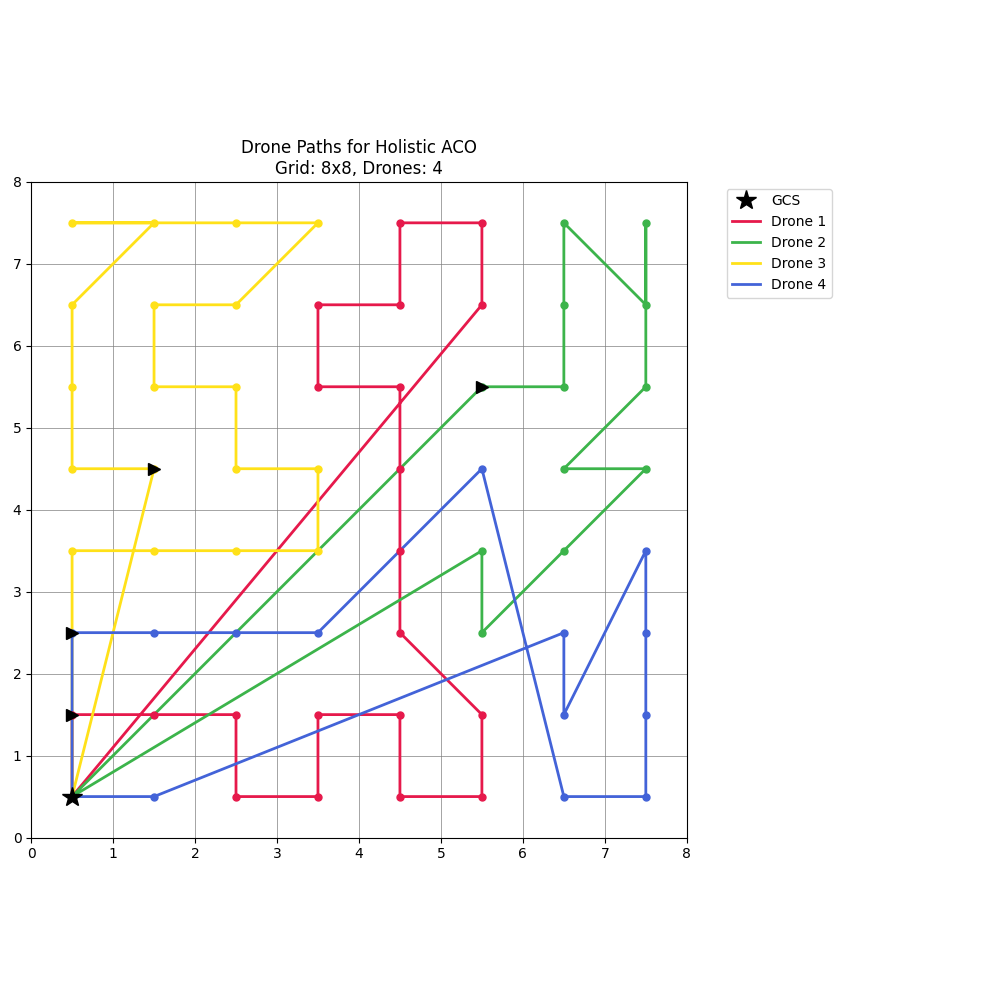 Drone Paths for Holistic ACO
Grid: 8x8, Drones: 4
GCS
Drone 1
Drone 2
Drone 3
Drone 4
8
7
6
5
4
3
2
1
0
0 1 2 3 4 5 6 7 8